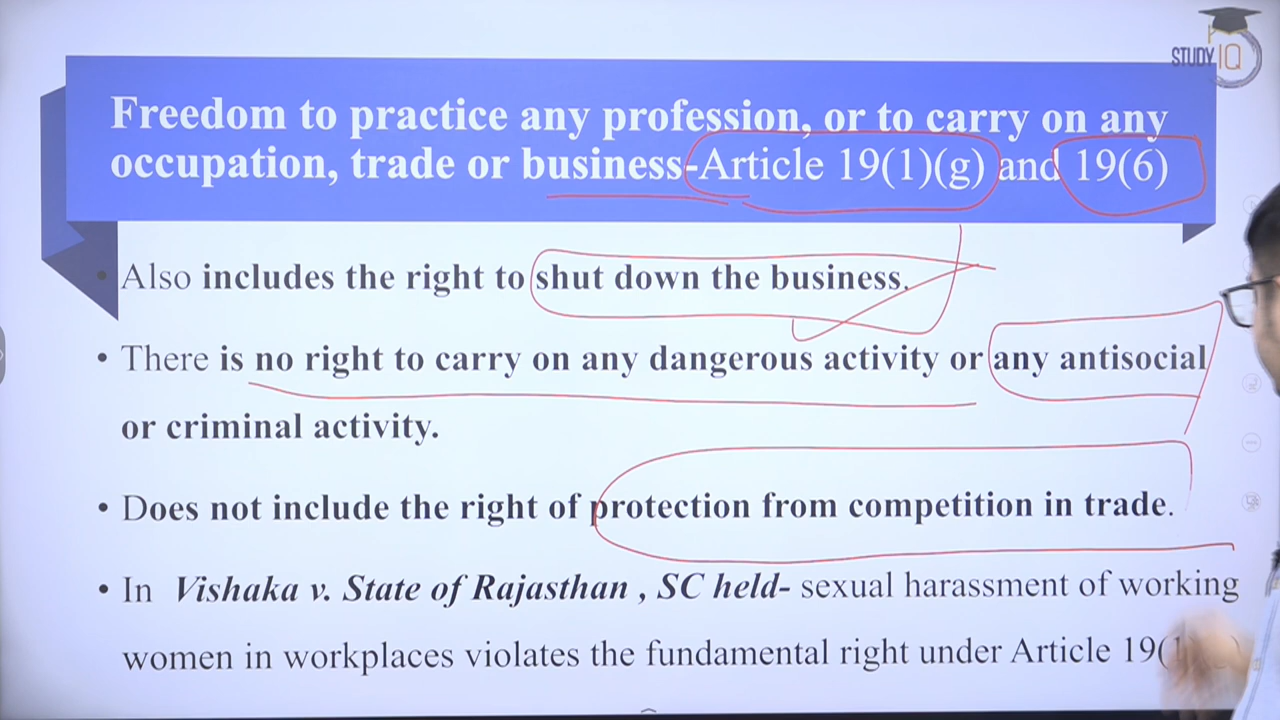 STUDY IQ
Freedom to practice any profession, or to carry on any
occupation, trade or business-Article 19(1)(g) and 19(6)
• Also includes the right to shut down the business.
• There is no right to carry on any dangerous activity or any antisocial
or criminal activity.
• Does not include the right of protection from competition in trade.
• In Vishaka v. State of Rajasthan , SC held- sexual harassment of working
women in workplaces violates the fundamental right under Article 19(